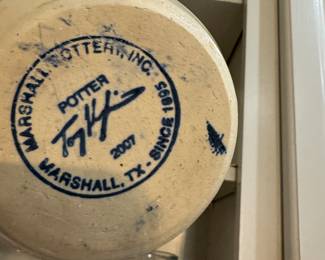 MARSHALL POTTERY, INC. - SINCE 1895
POTTER
2007
MARSHALL, TX -